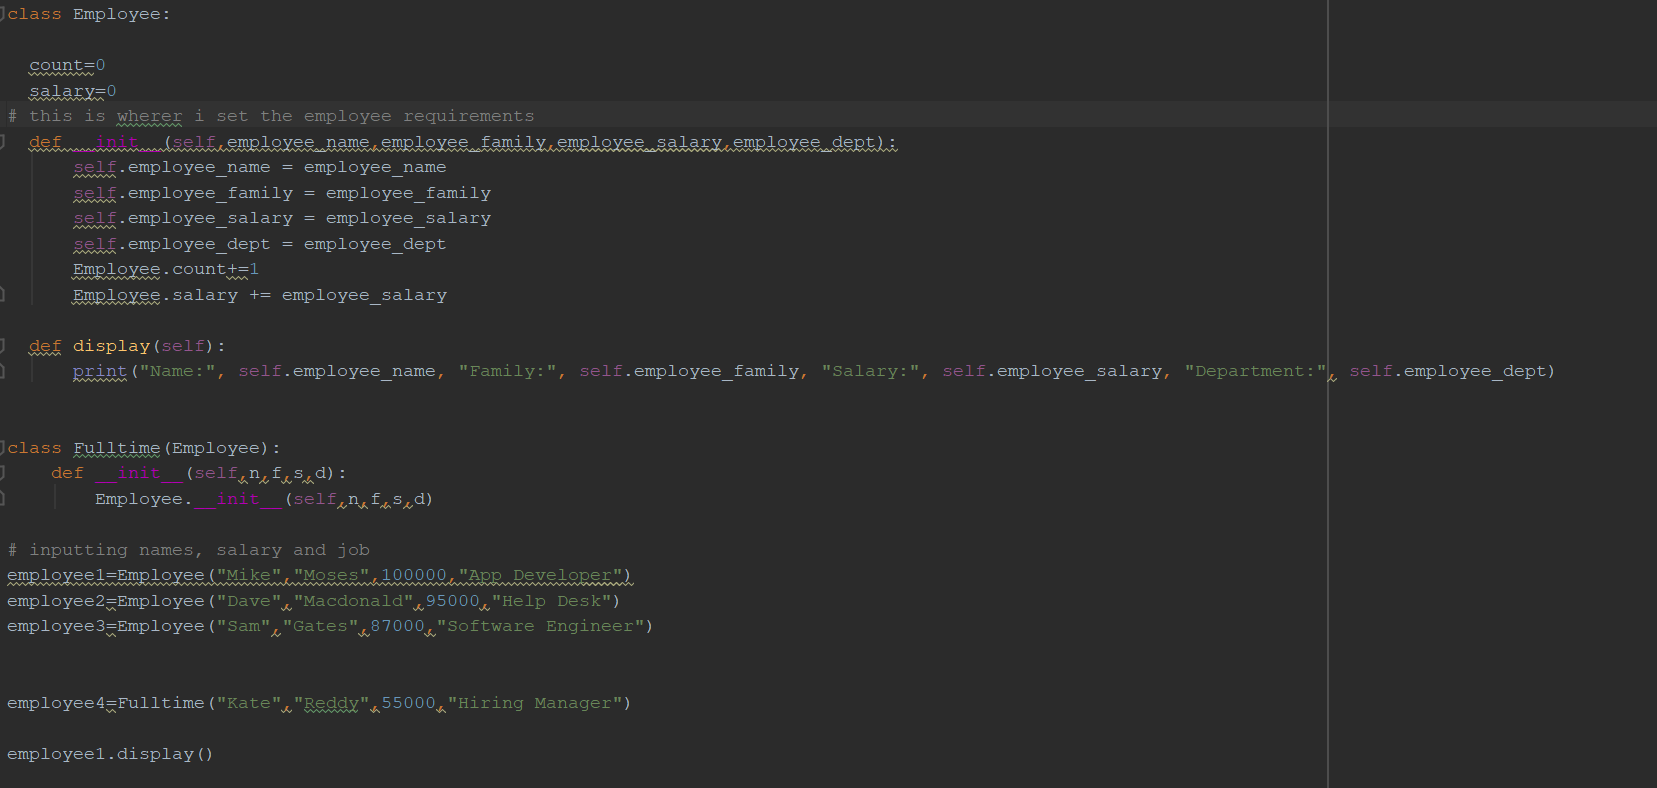 class Employee:
count=0
salary=0
# this is wherer i set the employee requirements
def __init__(self,employee_name,employee_family,employee_salary,employee_dept):
self.employee_name = employee_name
self.employee_family = employee_family
self.employee_salary = employee_salary
self.employee_dept = employee_dept
Employee.count+=1
Employee.salary += employee_salary
def display(self):
print("Name:", self.employee_name, "Family:", self.employee_family, "Salary:", self.employee_salary, "Department:", self.employee_dept)
class Fulltime(Employee):
def __init__(self,n,f,s,d):
Employee.__init__(self,n,f,s,d)
# inputting names, salary and job
employee1=Employee("Mike","Moses",100000,"App Developer")
employee2=Employee("Dave","Macdonald",95000,"Help Desk")
employee3=Employee("Sam","Gates",87000,"Software Engineer")
employee4=Fulltime("Kate","Reddy",55000,"Hiring Manager")
employee1.display()